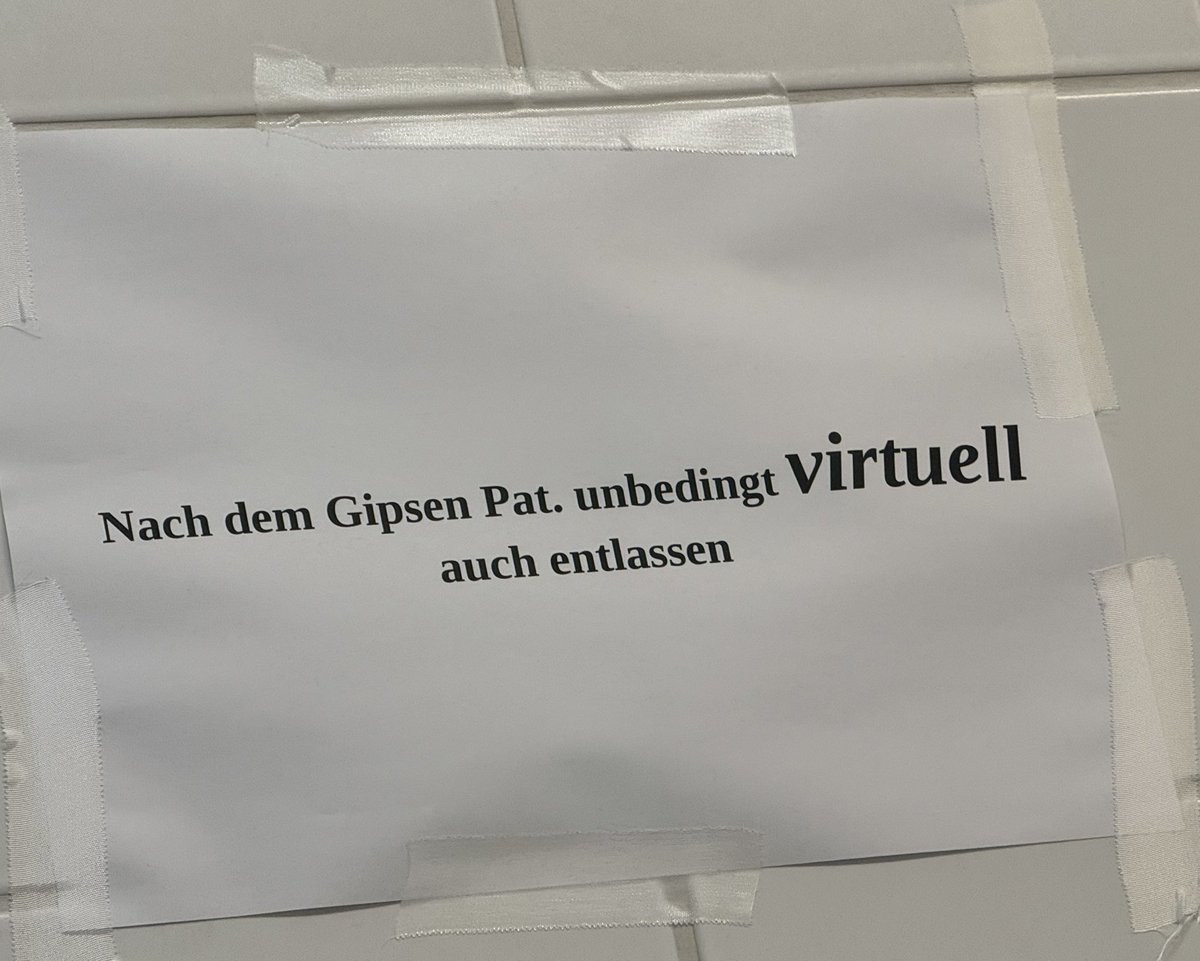 Nach dem Gipsen Pat. unbedingt virtuell
auch entlassen